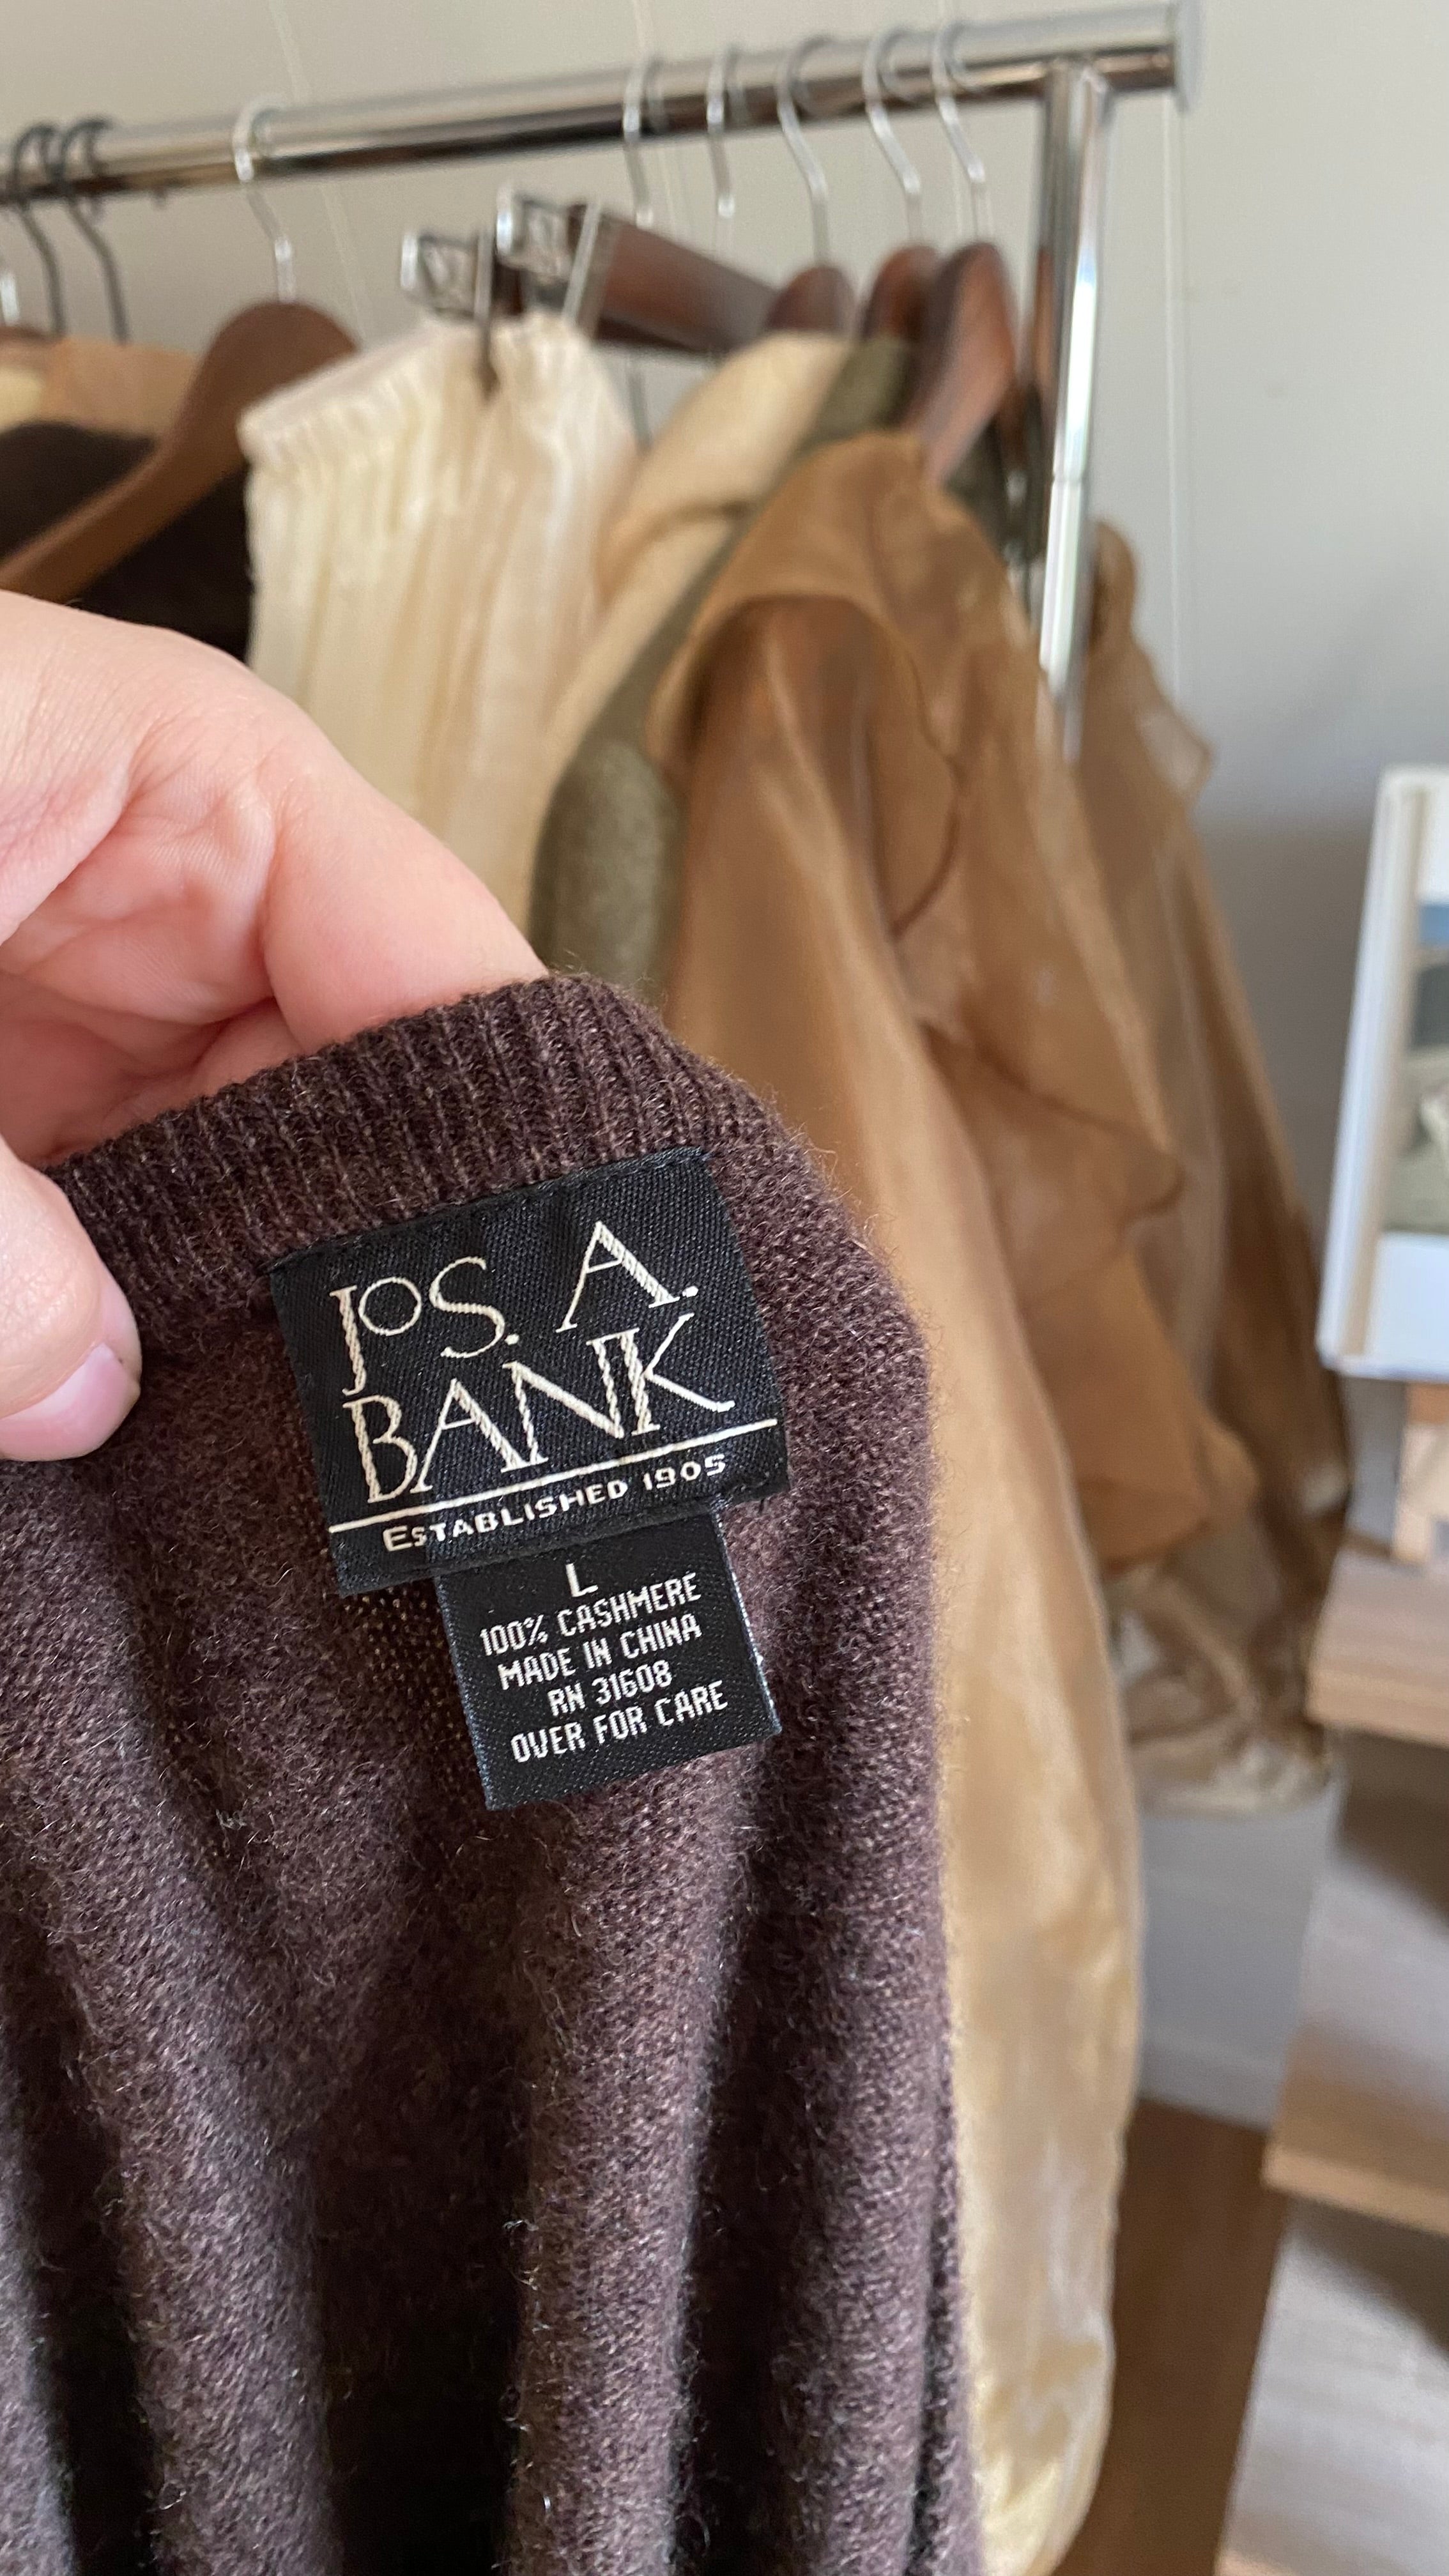 JOS. A.
BANK
ESTABLISHED 1905
L
100% CASHMERE
MADE IN CHINA
RN 31608
OVER FOR CARE